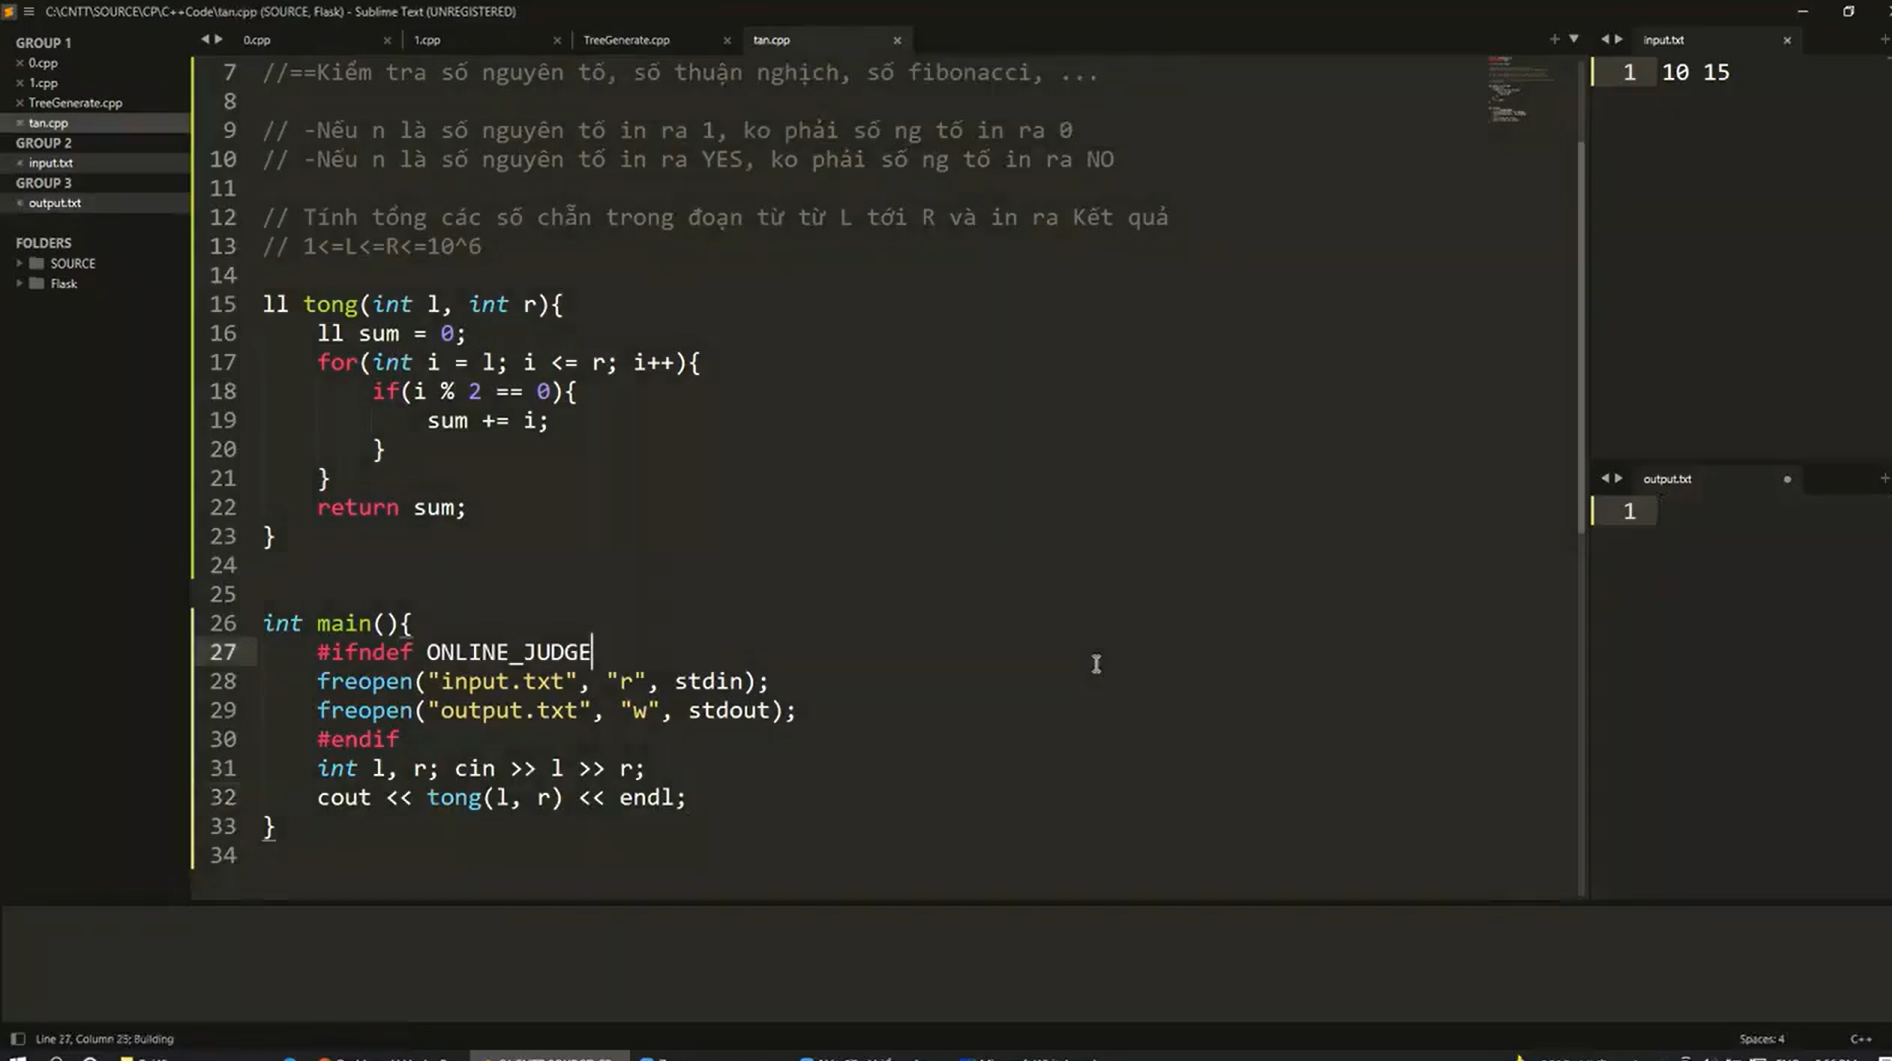 C:\CNTT\SOURCE\CP\C++Code\tan.cpp (SOURCE, Flask) - Sublime Text (UNREGISTERED)
GROUP 1
0.cpp
1.cpp
TreeGenerate.cpp
tan.cpp
GROUP 2
input.txt
GROUP 3
output.txt
FOLDERS
SOURCE
Flask
0.cpp
1.cpp
TreeGenerate.cpp
tan.cpp
7 //==Kiểm tra số nguyên tố, số thuận nghịch, số fibonacci, ...
8
9 // -Nếu n là số nguyên tố in ra 1, ko phải số ng tố in ra 0
10 // -Nếu n là số nguyên tố in ra YES, ko phải số ng tố in ra NO
11
12 // Tính tổng các số chẵn trong đoạn từ từ L tới R và in ra Kết quả
13 // 1<=L<=R<=10^6
14
15 ll tong(int l, int r){
16 ll sum = 0;
17 for(int i = l; i <= r; i++){
18 if(i % 2 == 0){
19 sum += i;
20 }
21 }
22 return sum;
23 }
24
25
26 int main(){
27 #ifndef ONLINE_JUDGE
28 freopen("input.txt", "r", stdin);
29 freopen("output.txt", "w", stdout);
30 #endif
31 int l, r; cin >> l >> r;
32 cout << tong(l, r) << endl;
33 }
34
input.txt
1 10 15
output.txt
1
Line 27, Column 25; Building
Spaces: 4
C++